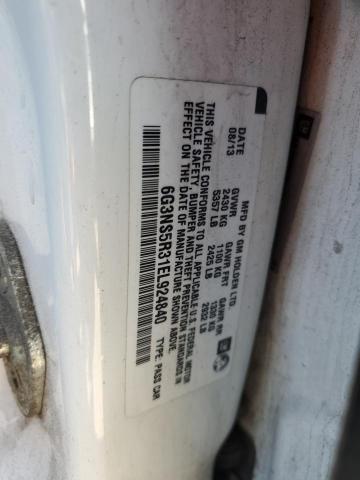 MFD BY GM HOLDEN LTD.
DATE GVWR GAWR FRT GAWR RR
08/13 2430 KG 1100 KG 1330 KG
5357 LB 2425 LB 2932 LB
THIS VEHICLE CONFORMS TO ALL APPLICABLE U.S. FEDERAL MOTOR
VEHICLE SAFETY, BUMPER AND THEFT PREVENTION STANDARDS IN
EFFECT ON THE DATE OF MANUFACTURE SHOWN ABOVE.
6G3NS5R31EL924840 TYPE: PASS CAR